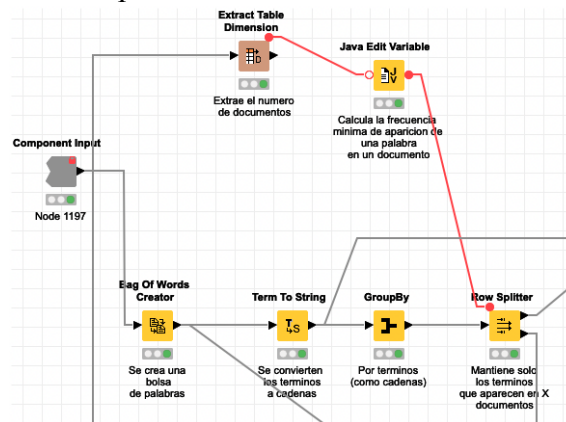 Extract Table
Dimension
Extrae el numero
de documentos
Java Edit Variable
Calcula la frecuencia
minima de aparicion de
una palabra
en un documento
Component Input
Node 1197
Bag Of Words
Creator
Se crea una
bolsa
de palabras
Term To String
Se convierten
los terminos
a cadenas
GroupBy
Por terminos
(como cadenas)
Row Splitter
Mantiene solo
los terminos
que aparecen en X
documentos